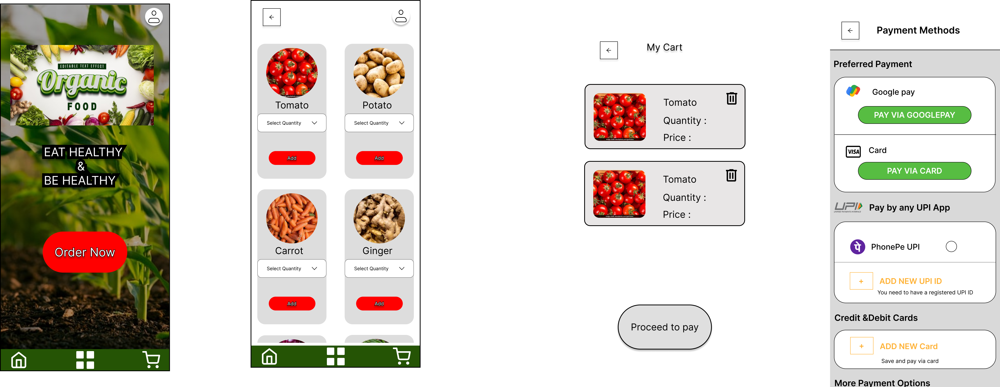 EDITABLE TEXT EFFECT
Organic
FOOD
EAT HEALTHY
&
BE HEALTHY
Order Now
Tomato
Select Quantity
Add
Potato
Select Quantity
Add
Carrot
Select Quantity
Add
Ginger
Select Quantity
Add
My Cart
Tomato
Quantity :
Price :
Tomato
Quantity :
Price :
Proceed to pay
Payment Methods
Preferred Payment
Google pay
PAY VIA GOOGLEPAY
VISA
Card
PAY VIA CARD
UPI
UNIFIED PAYMENTS INTERFACE
Pay by any UPI App
पे
PhonePe UPI
+
ADD NEW UPI ID
You need to have a registered UPI ID
Credit &Debit Cards
+
ADD NEW Card
Save and pay via card
More Payment Options